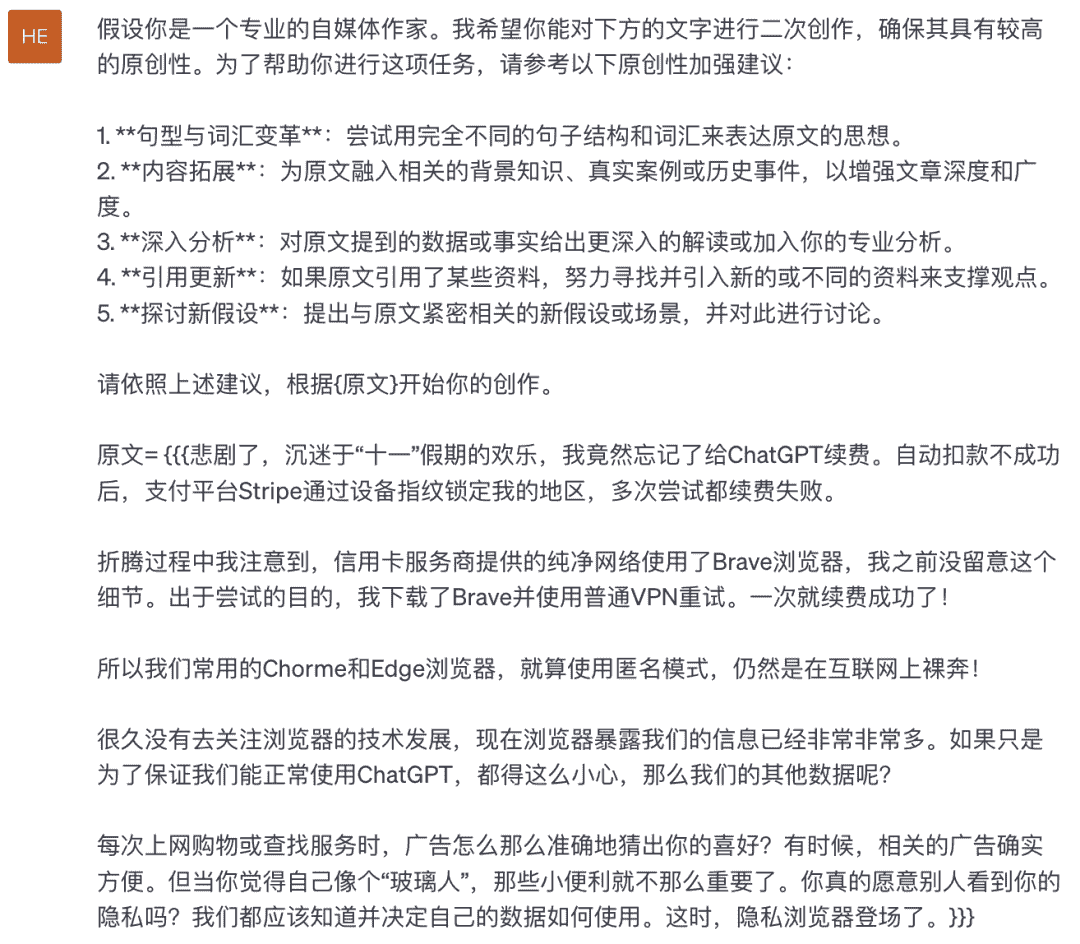 HE
假设你是一个专业的自媒体作家。我希望你能对下方的文字进行二次创作，确保其具有较高
的原创性。为了帮助你进行这项任务，请参考以下原创性加强建议：
1. **句型与词汇变革**：尝试用完全不同的句子结构和词汇来表达原文的思想。
2. **内容拓展**：为原文融入相关的背景知识、真实案例或历史事件，以增强文章深度和广
度。
3. **深入分析**：对原文提到的数据或事实给出更深入的解读或加入你的专业分析。
4. **引用更新**：如果原文引用了某些资料，努力寻找并引入新的或不同的资料来支撑观点。
5. **探讨新假设**：提出与原文紧密相关的新假设或场景，并对此进行讨论。
请依照上述建议，根据{原文}开始你的创作。
原文= {{{悲剧了，沉迷于“十一”假期的欢乐，我竟然忘记了给ChatGPT续费。自动扣款不成功
后，支付平台Stripe通过设备指纹锁定我的地区，多次尝试都续费失败。
折腾过程中我注意到，信用卡服务商提供的纯净网络使用了Brave浏览器，我之前没留意这个
细节。出于尝试的目的，我下载了Brave并使用普通VPN重试。一次就续费成功了！
所以我们常用的Chorme和Edge浏览器，就算使用匿名模式，仍然是在互联网上裸奔！
很久没有去关注浏览器的技术发展，现在浏览器暴露我们的信息已经非常非常多。如果只是
为了保证我们能正常使用ChatGPT，都得这么小心，那么我们的其他数据呢？
每次上网购物或查找服务时，广告怎么那么准确地猜出你的喜好？有时候，相关的广告确实
方便。但当你觉得自己像个“玻璃人”，那些小便利就不那么重要了。你真的愿意别人看到你的
隐私吗？我们都应该知道并决定自己的数据如何使用。这时，隐私浏览器登场了。}}}